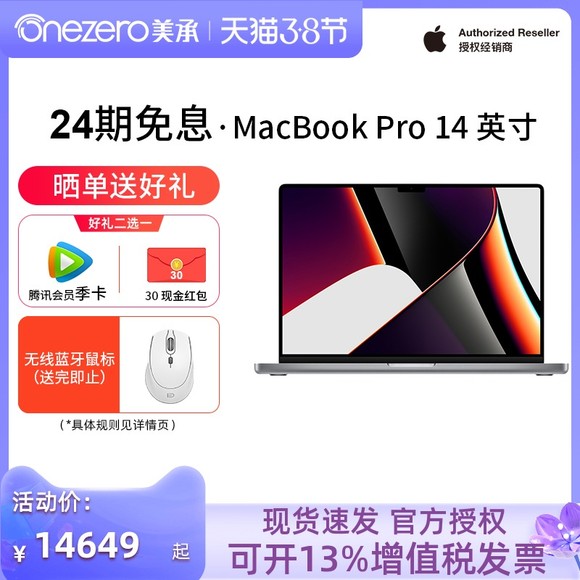 Onezero美承 天猫3.8节
Authorized Reseller
授权经销商
24期免息·MacBook Pro 14 英寸
晒单送好礼
好礼二选一
30
腾讯会员季卡
30 现金红包
无线蓝牙鼠标
(送完即止)
(*具体规则见详情页)
活动价:
¥ 14649 起
现货速发 官方授权
可开13%增值税发票